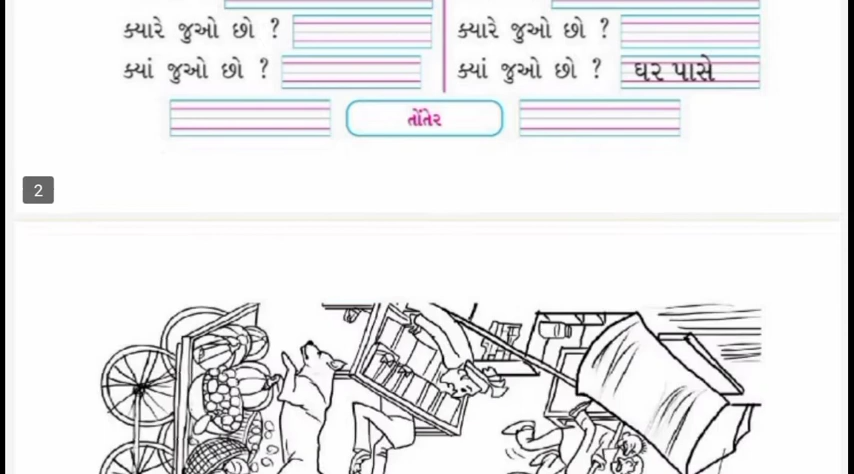 ક્યારે જુઓ છો ? ક્યારે જુઓ છો ?
ક્યાં જુઓ છો ? ક્યાં જુઓ છો ? ઘર પાસે
તોંતેર
2